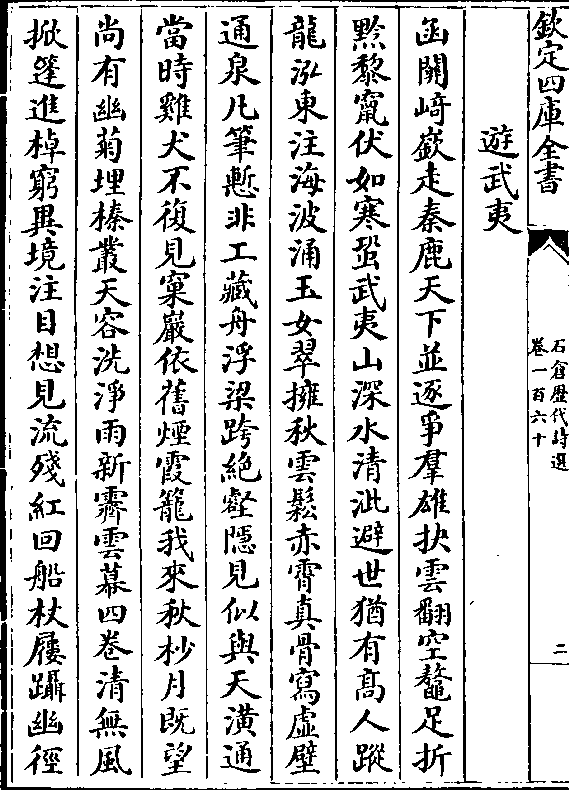 欽定四庫全書
石倉歷代詩選
卷一百六十
二
遊武夷
函關﨑嶔走秦鹿天下並逐爭羣雄抉雲翻空鼇足折
黔黎竄伏如寒蛩武夷山深水清泚避世猶有高人蹤
龍泓東注海波涌玉女翠擁秋雲鬆赤霄真骨寫虛壁
通泉凡筆慙非工藏舟浮梁跨絶壑隠見似與天潢通
當時雞犬不復見窠巖依舊煙霞籠我來秋杪月既望
尚有幽菊埋榛叢天容洗淨雨新霽雲幕四卷清無風
掀篷進棹窮異境注目想見流殘紅回船杖屨躡幽徑